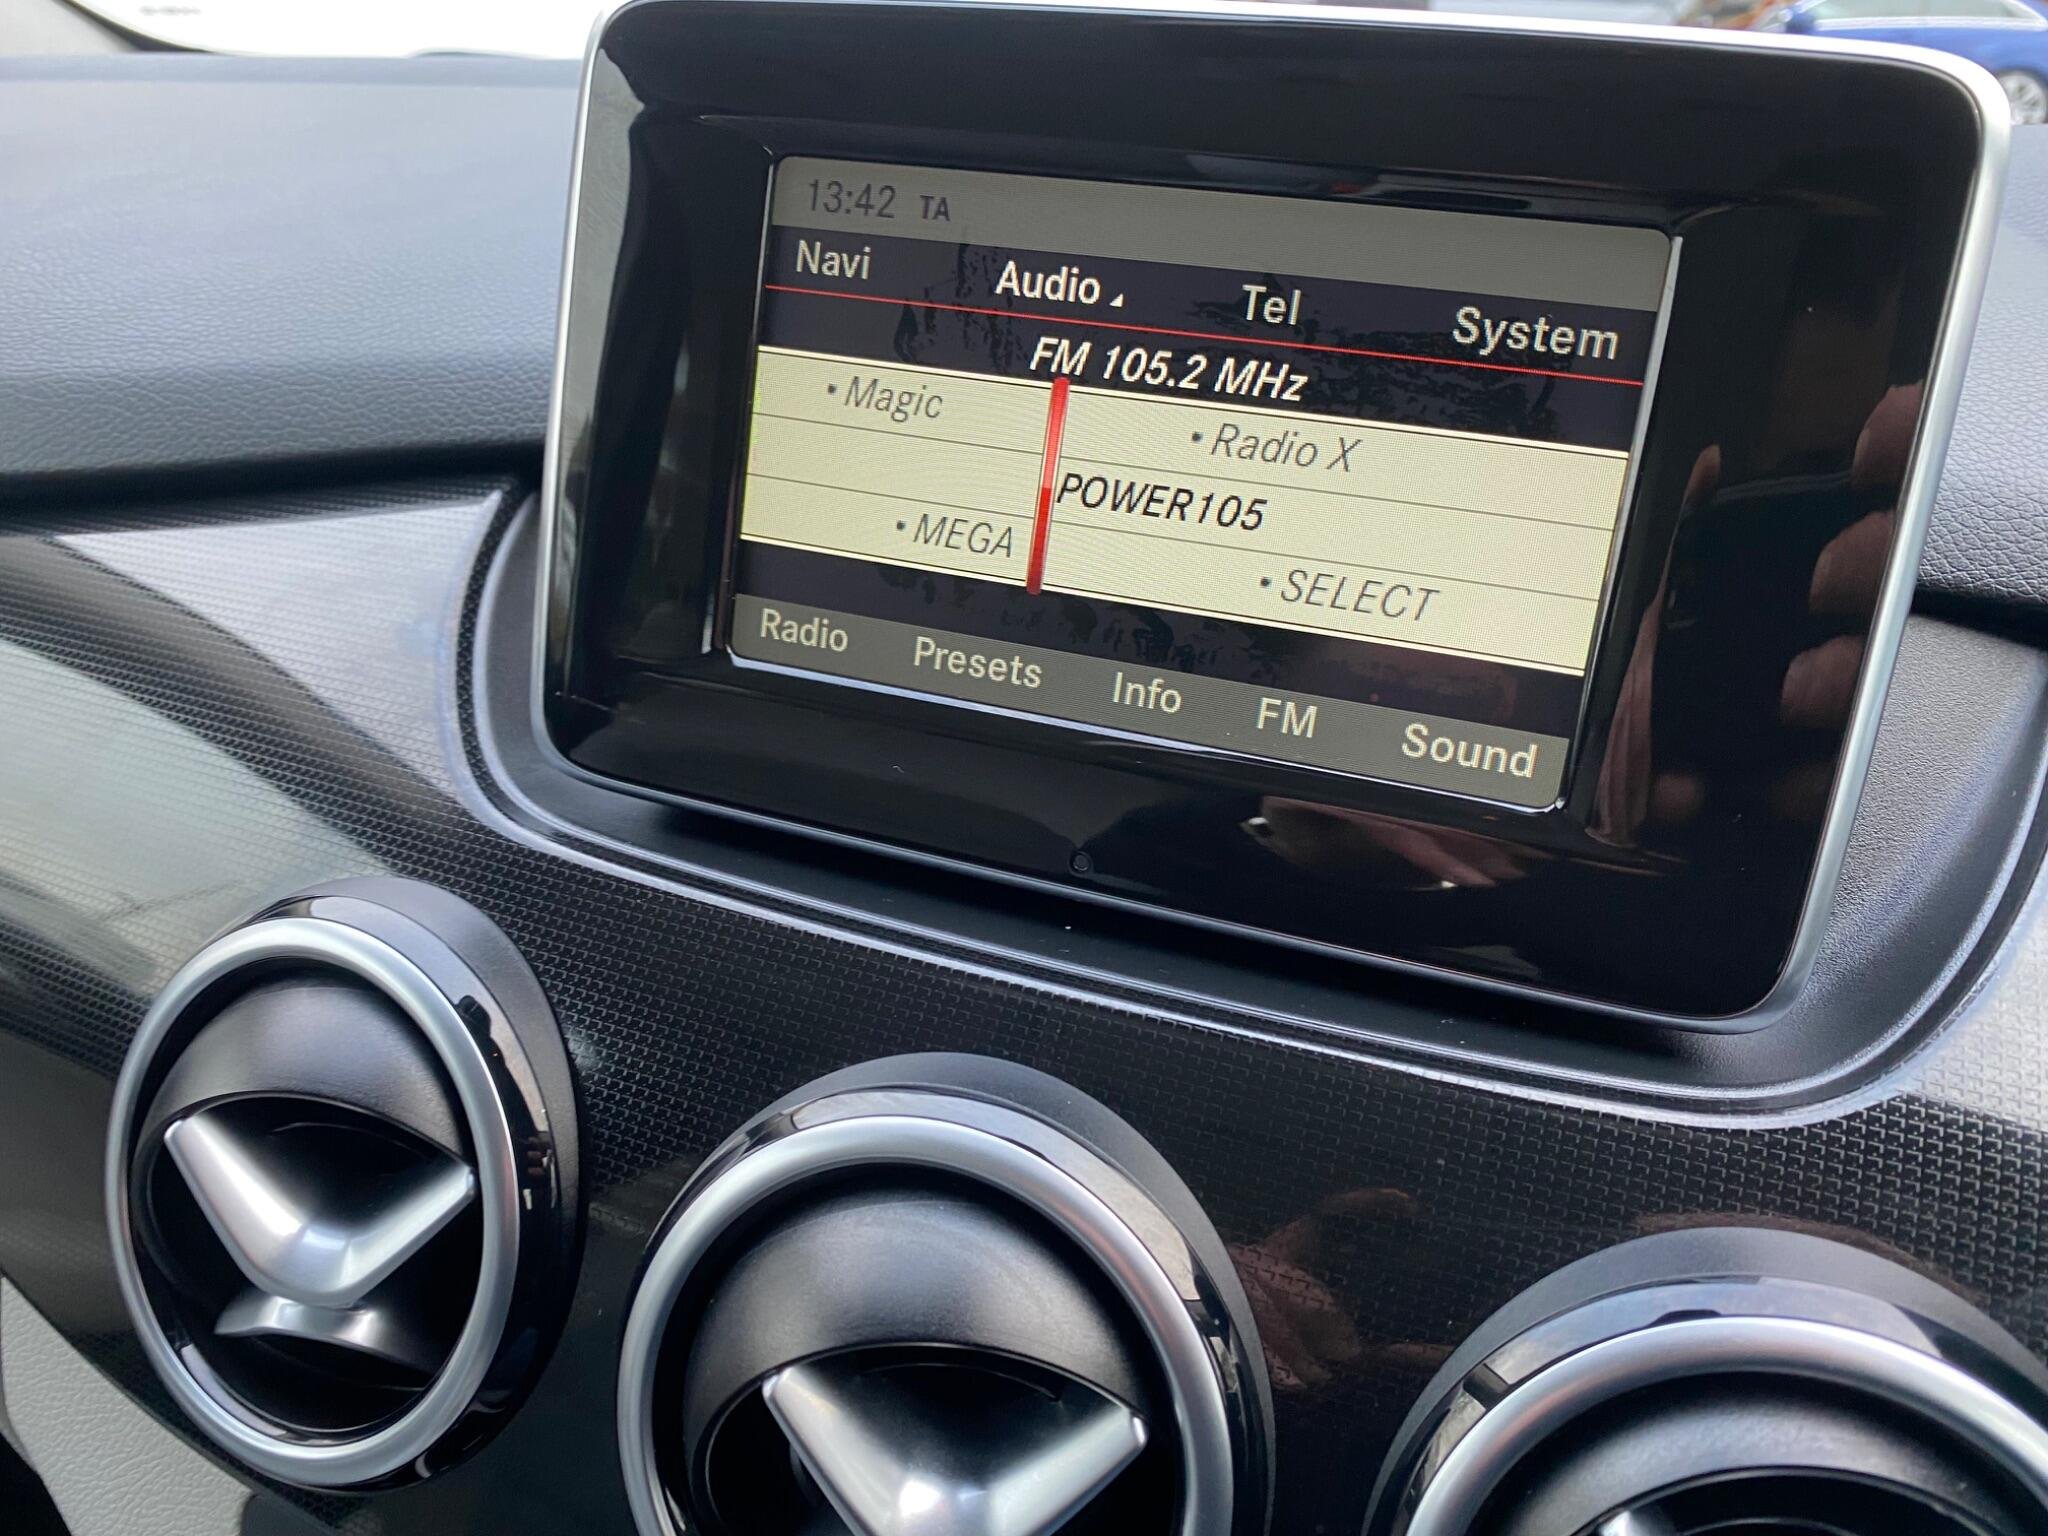 13:42 TA
Navi Audio Tel System
FM 105.2 MHz
• Magic • Radio X
POWER105
• MEGA • SELECT
Radio Presets Info FM Sound